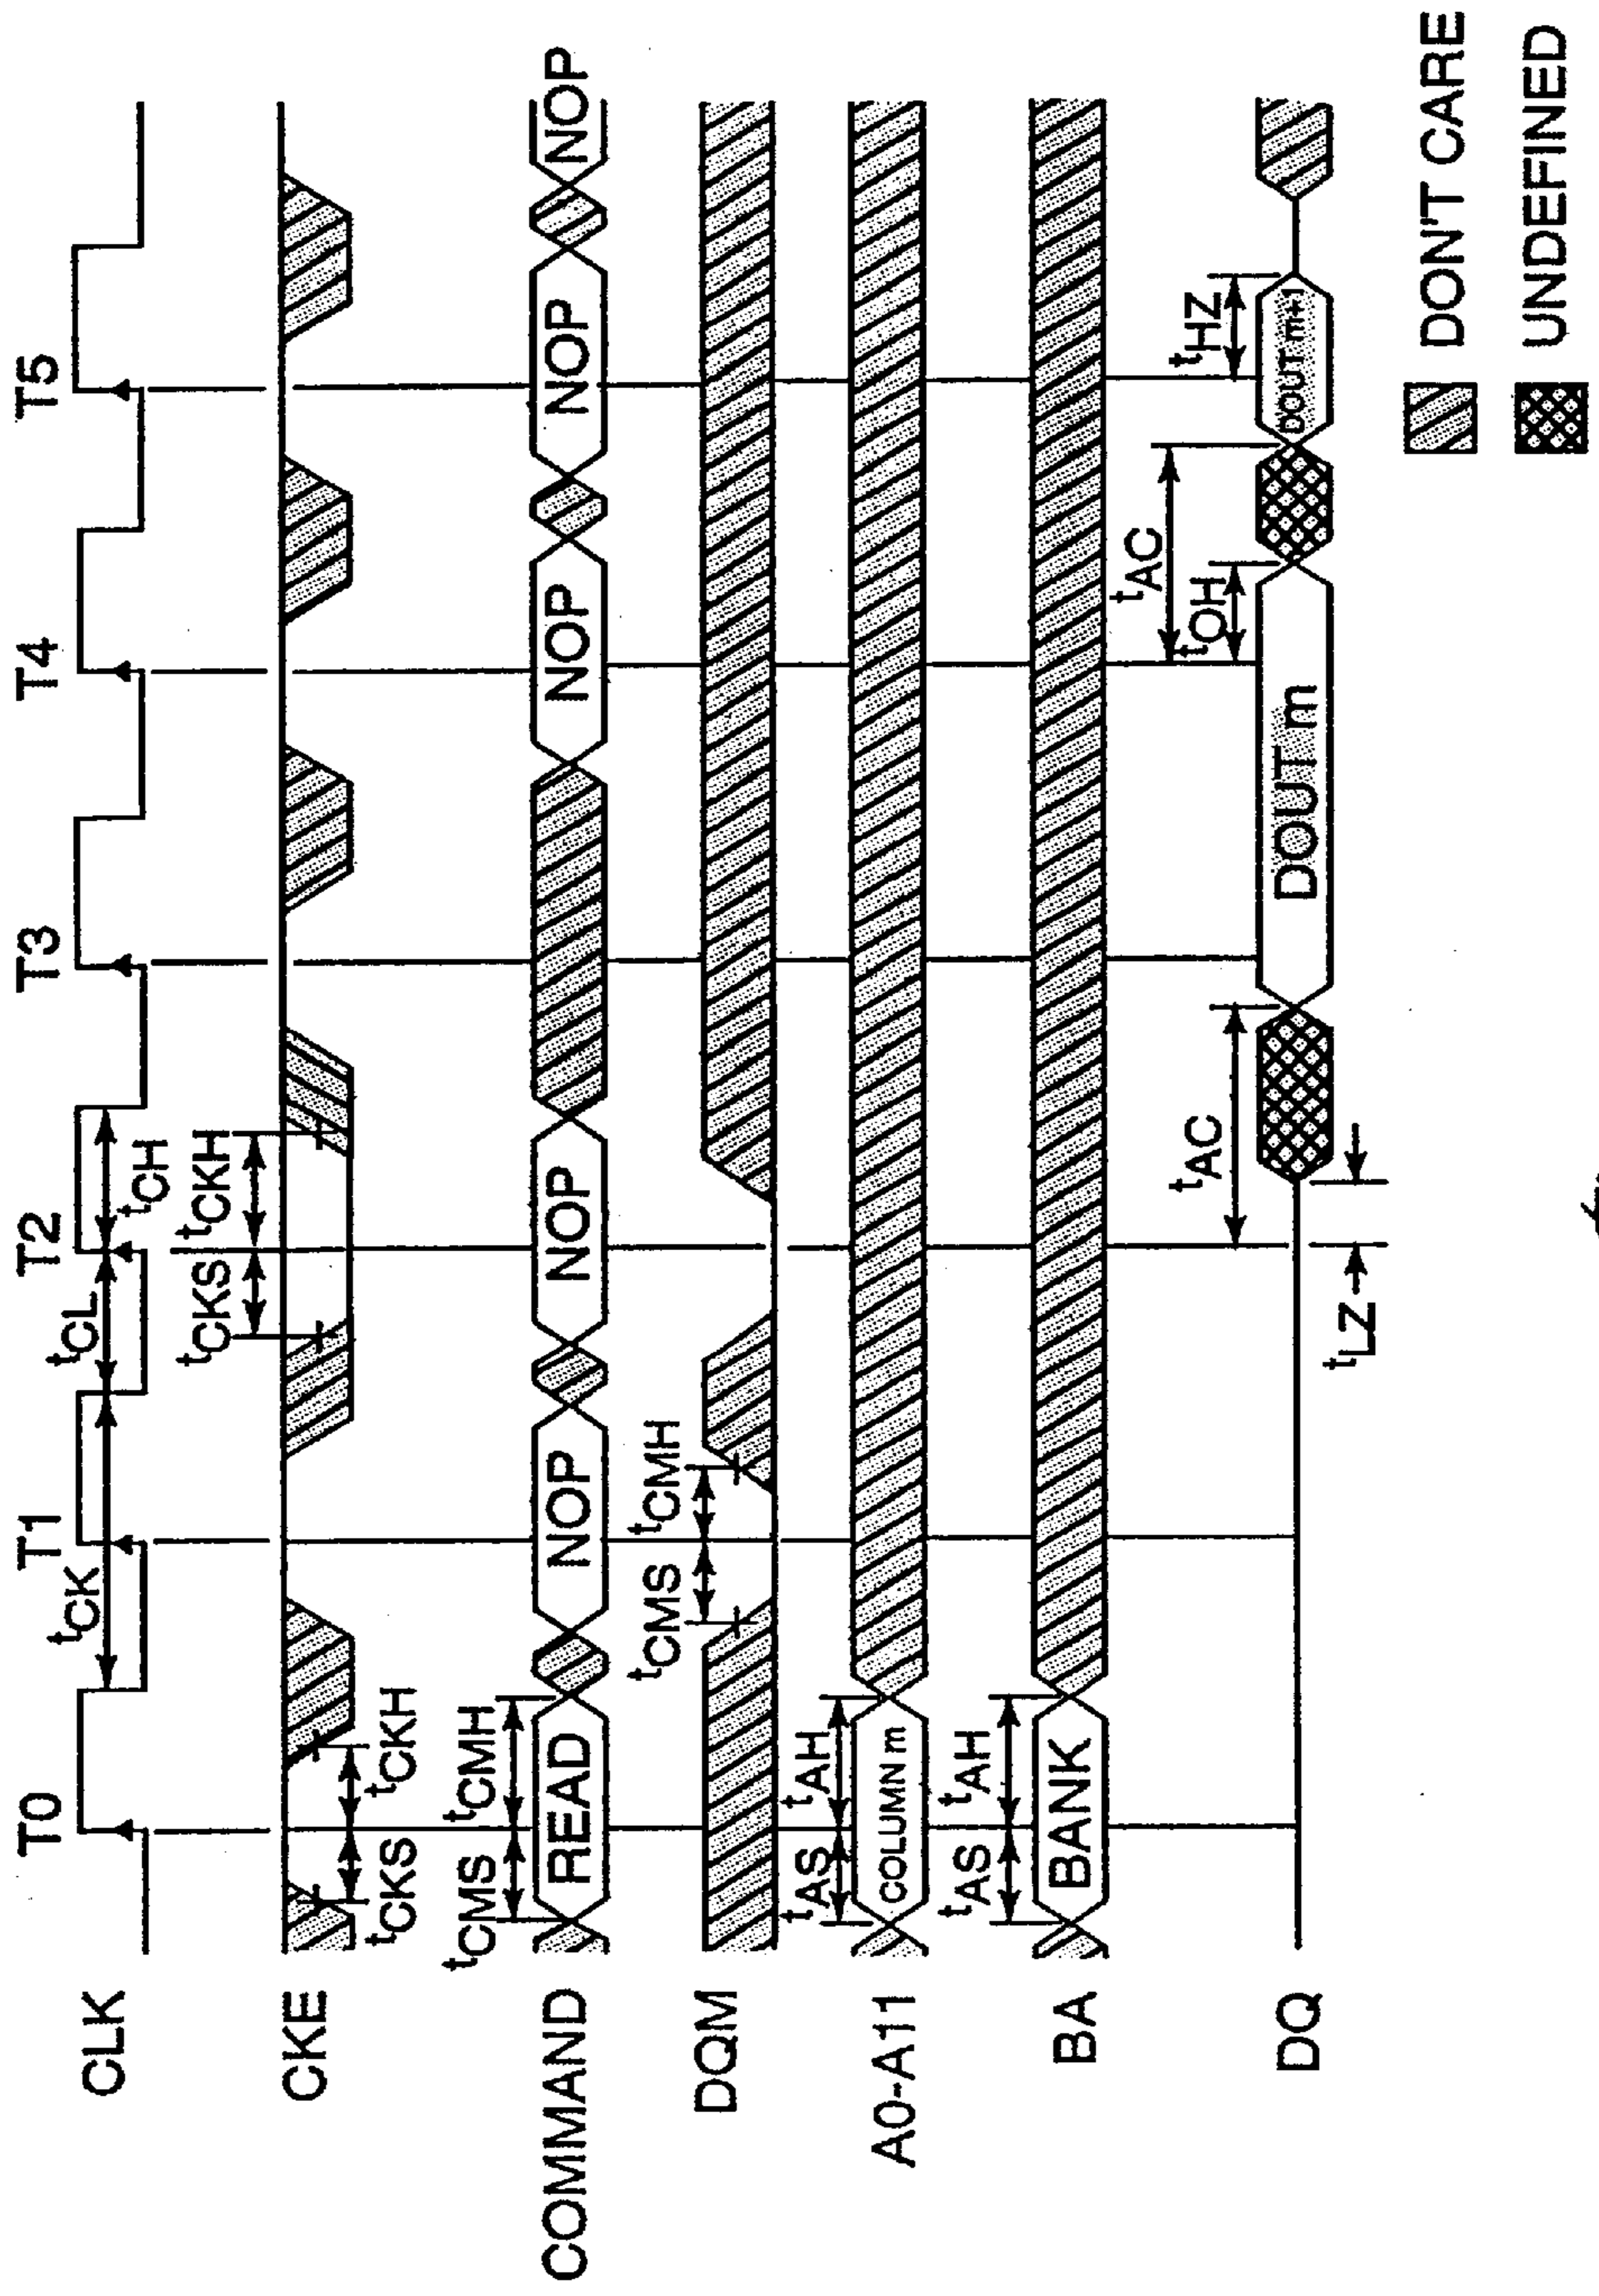 T0 T1 T2 T3 T4 T5
CLK
tCK tCL tCH
CKE
tCKS tCKH tCKS tCKH
tCMS tCMH
COMMAND READ NOP NOP NOP NOP NOP
tCMS tCMH
DQM
tAS tAH
A0-A11 COLUMN m
tAS tAH
BA BANK
tAC tOH tAC tHZ
DQ DOUT m DOUT m+1
tLZ
DON'T CARE
UNDEFINED